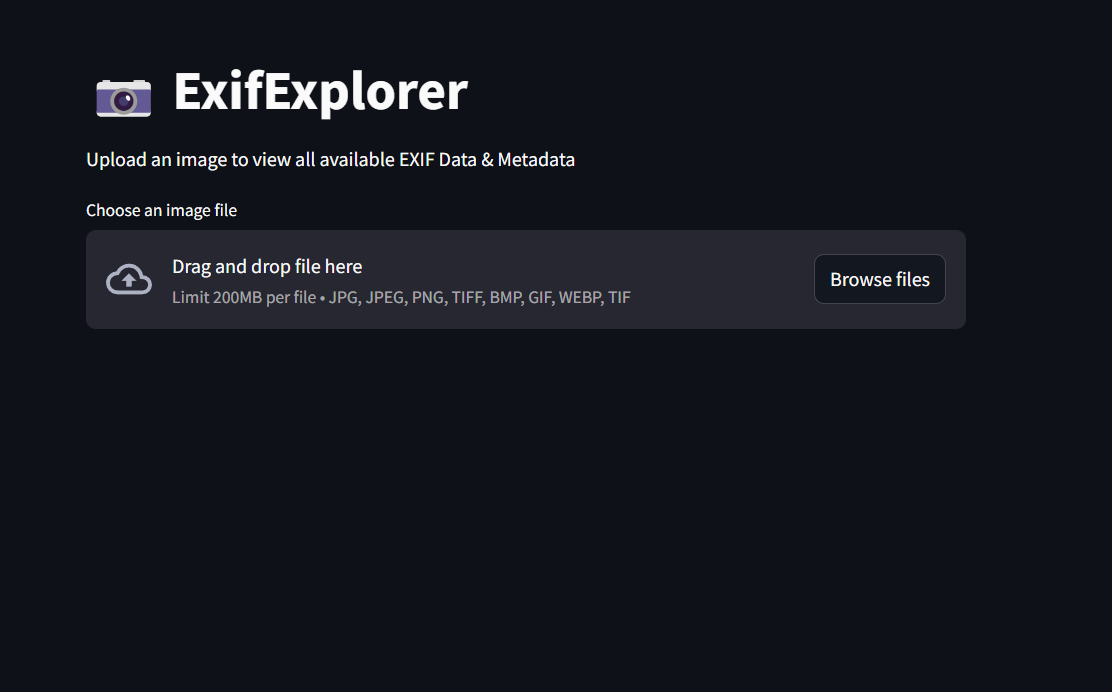 ExifExplorer
Upload an image to view all available EXIF Data & Metadata
Choose an image file
Drag and drop file here
Limit 200MB per file • JPG, JPEG, PNG, TIFF, BMP, GIF, WEBP, TIF
Browse files